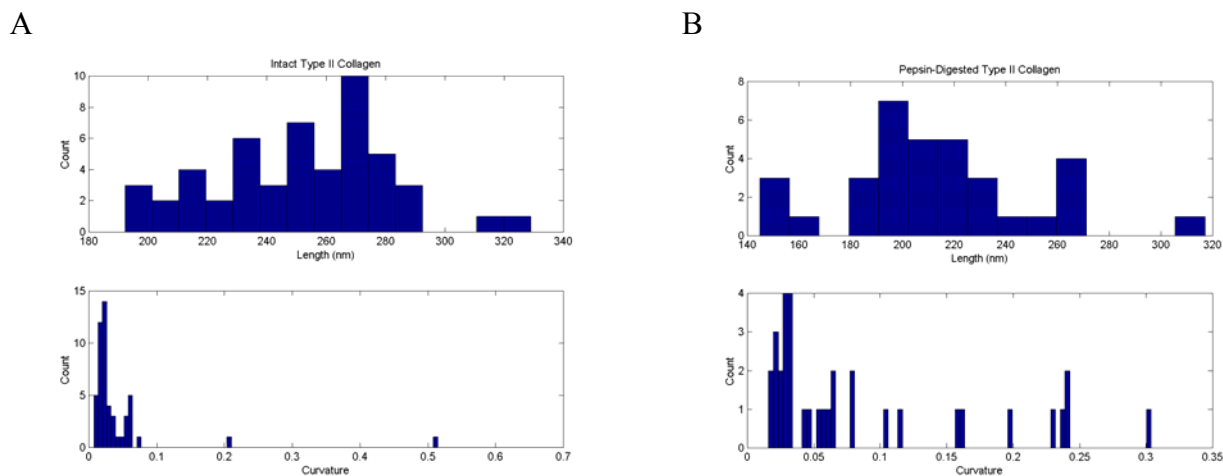 A
B
Intact Type II Collagen
10
8
6
4
2
0
Count
180 200 220 240 260 280 300 320 340
Length (nm)
Pepsin-Digested Type II Collagen
8
6
4
2
0
Count
140 160 180 200 220 240 260 280 300 320
Length (nm)
15
10
5
0
Count
0 0.1 0.2 0.3 0.4 0.5 0.6 0.7
Curvature
4
3
2
1
0
Count
0 0.05 0.1 0.15 0.2 0.25 0.3 0.35
Curvature